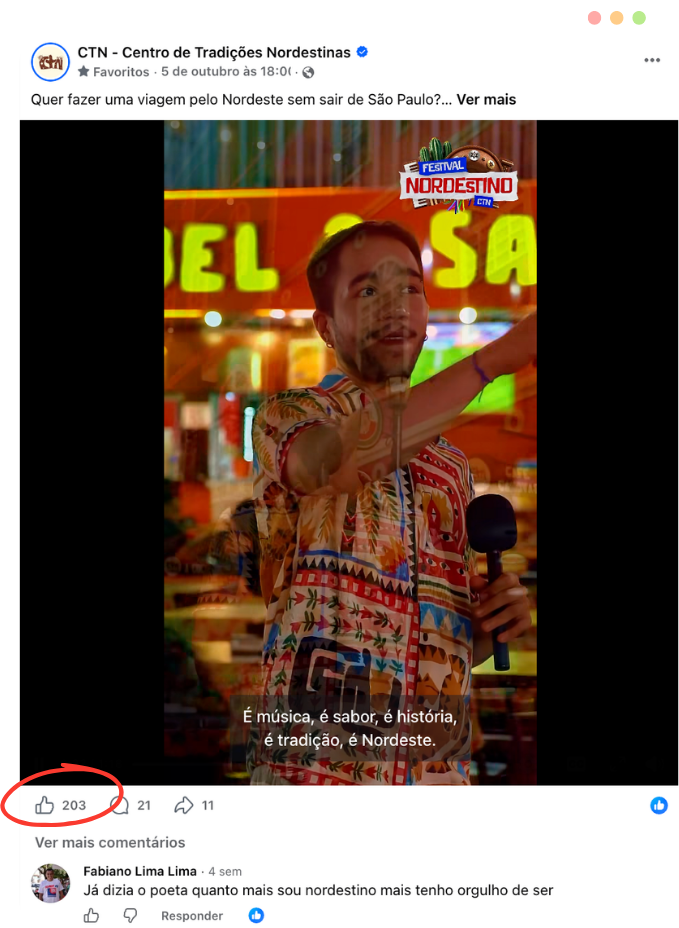 CTN - Centro de Tradições Nordestinas
Favoritos · 5 de outubro às 18:0( ·
Quer fazer uma viagem pelo Nordeste sem sair de São Paulo?... Ver mais
FESTIVAL
NORDESTINO
CTN
BEL & SA
É música, é sabor, é história,
é tradição, é Nordeste.
203 21 11
Ver mais comentários
Fabiano Lima Lima · 4 sem
Já dizia o poeta quanto mais sou nordestino mais tenho orgulho de ser
Responder